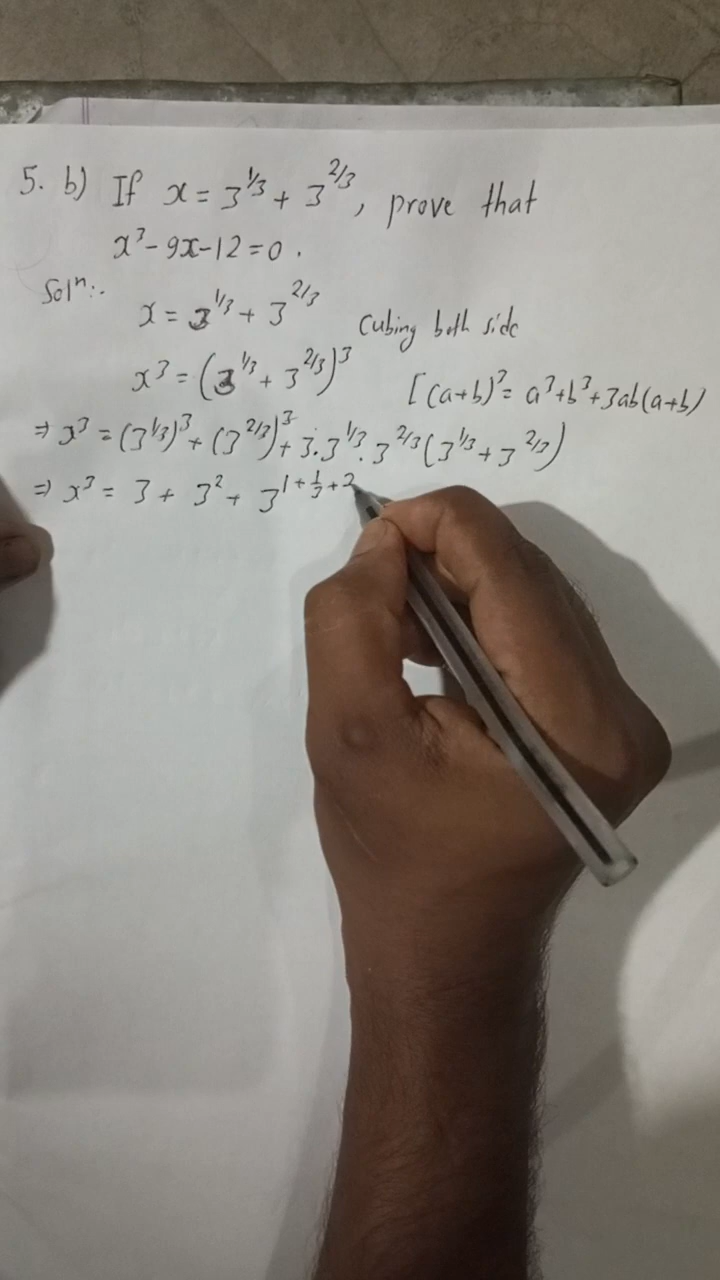 5. b) If x = 3^1/3 + 3^2/3, prove that
x³ - 9x - 12 = 0.
Solⁿ:-
x = 3^1/3 + 3^2/3 Cubing both side
x³ = (3^1/3 + 3^2/3)³ [(a+b)³ = a³+b³+3ab(a+b)
⇒ x³ = (3^1/3)³ + (3^2/3)³ + 3.3^1/3.3^2/3(3^1/3 + 3^2/3)
⇒ x³ = 3 + 3² + 3^1+1/3+2